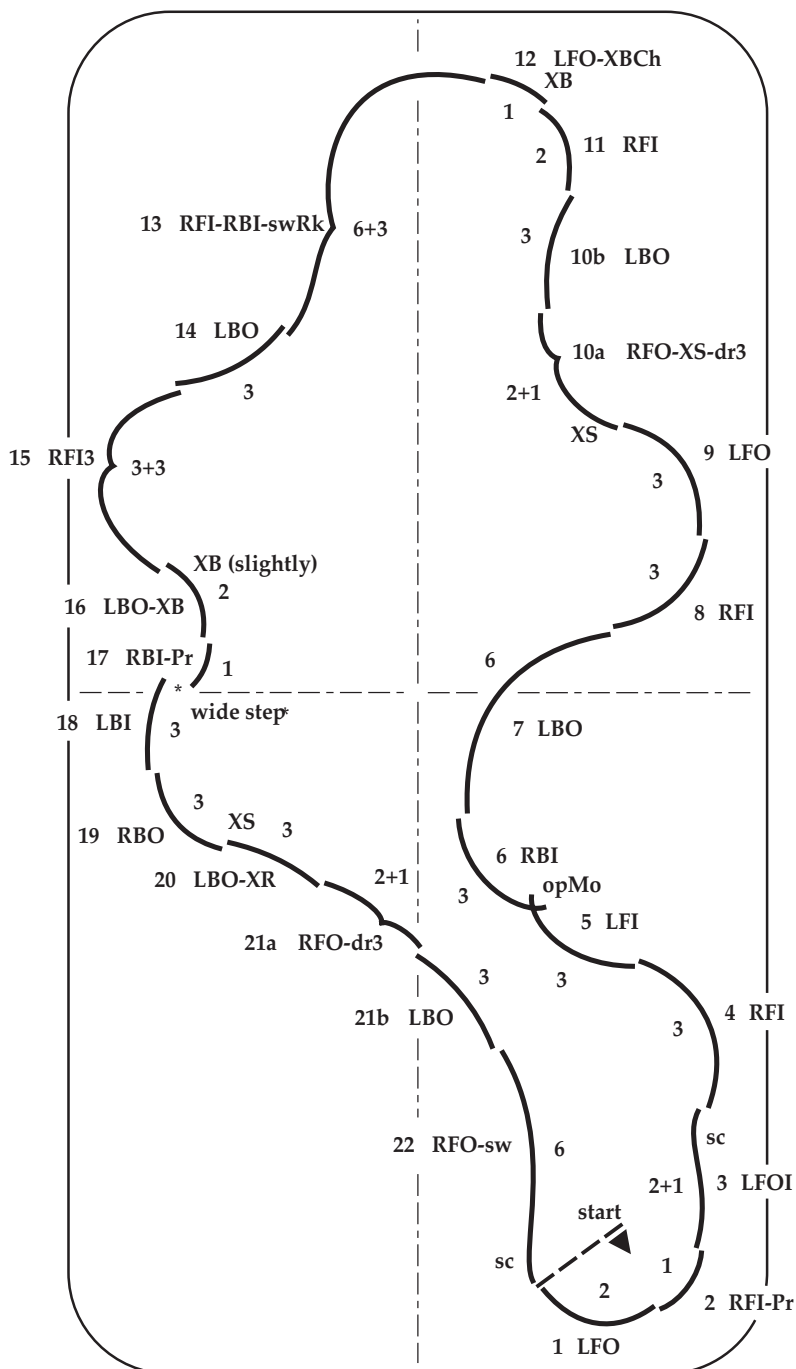 12 LFO-XBCh
XB
1
11 RFI
2
13 RFI-RBI-swRk
6+3
3
10b LBO
14 LBO
10a RFO-XS-dr3
3
2+1
XS
9 LFO
15 RFI3
3+3
3
XB (slightly)
3
2
16 LBO-XB
8 RFI
17 RBI-Pr
6
1
*
wide step*
18 LBI
3
7 LBO
3
XS
3
19 RBO
6 RBI
20 LBO-XR
2+1
opMo
3
5 LFI
21a RFO-dr3
3
3
4 RFI
21b LBO
3
sc
22 RFO-sw
6
2+1
3 LFOI
start
sc
1
2
2 RFI-Pr
1 LFO